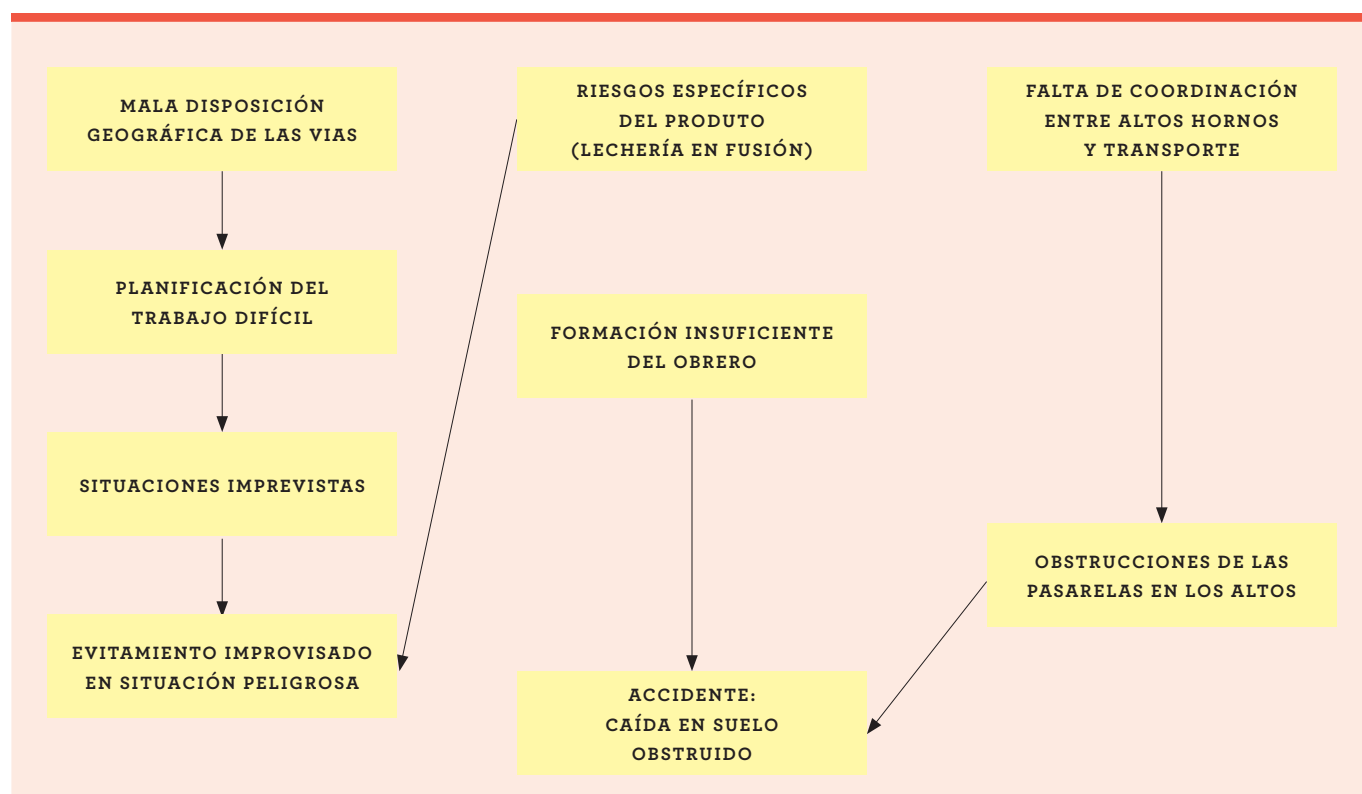 MALA DISPOSICIÓN
GEOGRÁFICA DE LAS VIAS
RIESGOS ESPECÍFICOS
DEL PRODUTO
(LECHERÍA EN FUSIÓN)
FALTA DE COORDINACIÓN
ENTRE ALTOS HORNOS
Y TRANSPORTE
PLANIFICACIÓN DEL
TRABAJO DIFÍCIL
FORMACIÓN INSUFICIENTE
DEL OBRERO
SITUACIONES IMPREVISTAS
OBSTRUCCIONES DE LAS
PASARELAS EN LOS ALTOS
EVITAMIENTO IMPROVISADO
EN SITUACIÓN PELIGROSA
ACCIDENTE:
CAÍDA EN SUELO
OBSTRUIDO